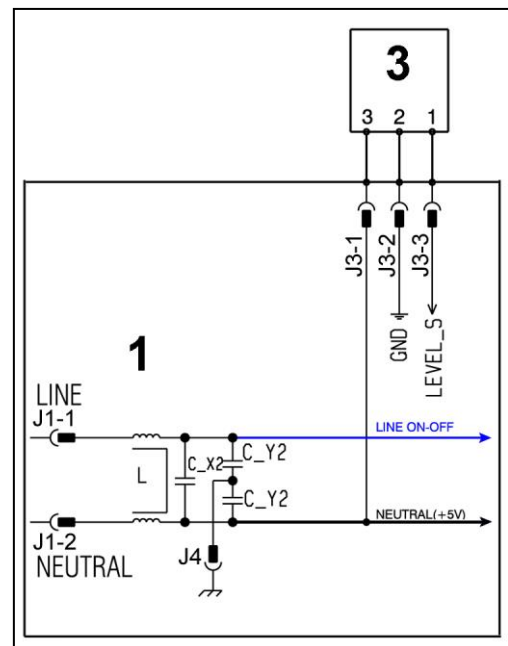 3
3 2 1
J3-1
J3-2
J3-3
GND
LEVEL_S
1
LINE
J1-1
LINE ON-OFF
C_X2
C_Y2
L
C_Y2
NEUTRAL(+5V)
J1-2
NEUTRAL
J4